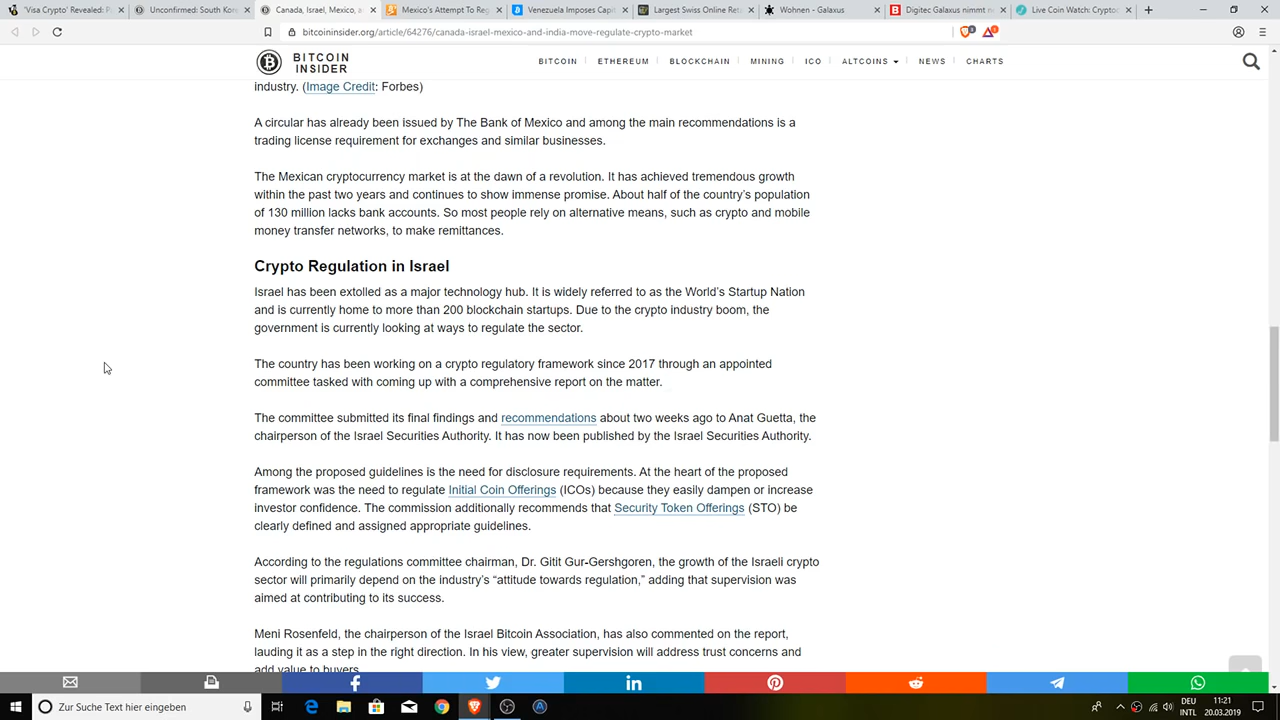 'Visa Crypto' Revealed: P
Unconfirmed: South Kore
Canada, Israel, Mexico, a
Mexico's Attempt To Reg
Venezuela Imposes Capit
Largest Swiss Online Reta
Wohnen - Galaxus
Digitec Galaxus nimmt n
Live Coin Watch: Cryptoc
bitcoininsider.org/article/64276/canada-israel-mexico-and-india-move-regulate-crypto-market
BITCOIN
INSIDER
BITCOIN
ETHEREUM
BLOCKCHAIN
MINING
ICO
ALTCOINS
NEWS
CHARTS
industry. (Image Credit: Forbes)
A circular has already been issued by The Bank of Mexico and among the main recommendations is a
trading license requirement for exchanges and similar businesses.
The Mexican cryptocurrency market is at the dawn of a revolution. It has achieved tremendous growth
within the past two years and continues to show immense promise. About half of the country's population
of 130 million lacks bank accounts. So most people rely on alternative means, such as crypto and mobile
money transfer networks, to make remittances.
Crypto Regulation in Israel
Israel has been extolled as a major technology hub. It is widely referred to as the World's Startup Nation
and is currently home to more than 200 blockchain startups. Due to the crypto industry boom, the
government is currently looking at ways to regulate the sector.
The country has been working on a crypto regulatory framework since 2017 through an appointed
committee tasked with coming up with a comprehensive report on the matter.
The committee submitted its final findings and recommendations about two weeks ago to Anat Guetta, the
chairperson of the Israel Securities Authority. It has now been published by the Israel Securities Authority.
Among the proposed guidelines is the need for disclosure requirements. At the heart of the proposed
framework was the need to regulate Initial Coin Offerings (ICOs) because they easily dampen or increase
investor confidence. The commission additionally recommends that Security Token Offerings (STO) be
clearly defined and assigned appropriate guidelines.
According to the regulations committee chairman, Dr. Gitit Gur-Gershgoren, the growth of the Israeli crypto
sector will primarily depend on the industry's “attitude towards regulation,” adding that supervision was
aimed at contributing to its success.
Meni Rosenfeld, the chairperson of the Israel Bitcoin Association, has also commented on the report,
lauding it as a step in the right direction. In his view, greater supervision will address trust concerns and
add value to buyers.
Zur Suche Text hier eingeben
DEU
INTL
11:21
20.03.2019